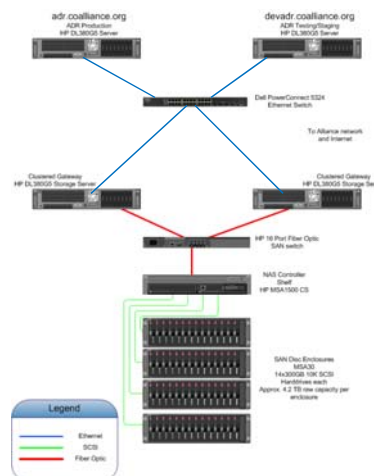 adr.coalliance.org
ADR Production
HP DL380G5 Server
devadr.coalliance.org
ADR Testing/Staging
HP DL380G5 Server
Dell PowerConnect 5324
Ethernet Switch
To Alliance network
and Internet
Clustered Gateway
HP DL380G5 Storage Server
Clustered Gateway
HP DL380G5 Storage Se
HP 16 Port Fiber Optic
SAN switch
NAS Controller
Shelf
HP MSA1500 CS
SAN Disc Enclosures
MSA30
14x300GB 10K SCSI
Harddrives each
Approx. 4.2 TB raw capacity per
enclosure
Legend
Ethernet
SCSI
Fiber Optic